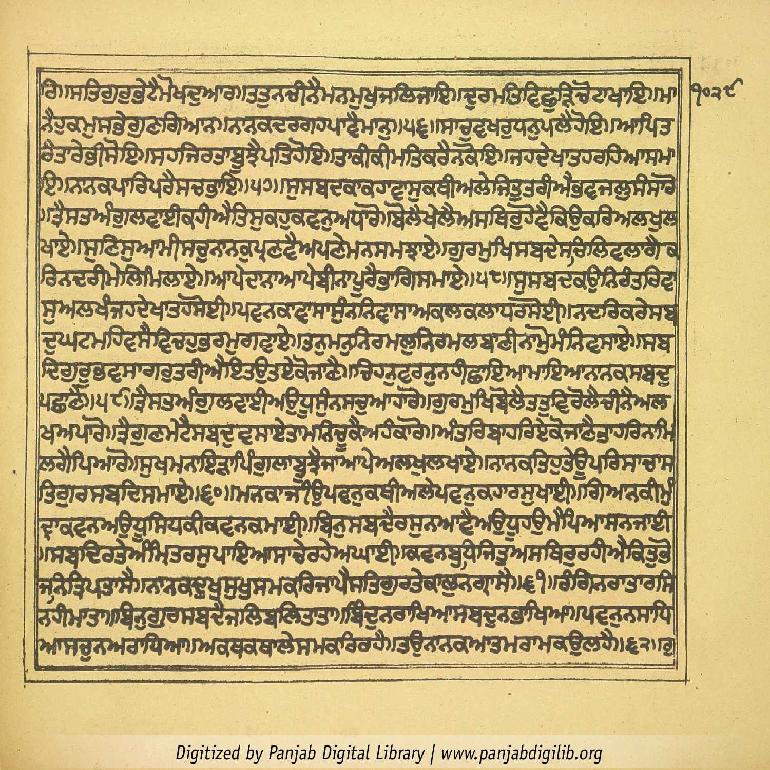 ਰਿ॥ਸਤਿਗੁਰੁਭੇਟੈਮੋਖਦੁਆਰ॥ਤਤੁਨਚੀਨੈਮਨਮੁਖੁਜਲਿਜਾਇ॥ਦੁਰਮਤਿਵਿਛੁੜਿਚੋਟਾਖਾਇ॥ਮਾ ੧੦੨੯
ਨੈਹੁਕਮੁਸਭੇਗੁਣਗਿਆਨ॥ਨਾਨਕਦਰਗਹਪਾਵੈਮਾਨੁ॥੫੬॥ਸਾਚੁਵਖਰੁਧਨੁਪਲੈਹੋਇ॥ਆਪਿਤ
ਰੈਤਾਰੇਭੀਸੋਇ॥ਸਹਜਿਰਤਾਬੂਝੈਪਤਿਹੋਇ॥ਤਾਕੀਕੀਮਤਿਕਰੈਨਕੋਇ॥ਜਹਦੇਖਾਤਹਰਹਿਆਸਮਾ
ਇ॥ਨਾਨਕਪਾਰਿਪਰੈਸਚਭਾਇ॥੫੭॥ਸੁਸਬਦਕਾਕਹਾਵਾਸੁਕਥੀਅਲੇਜਿਤੁਤਰੀਐਭਵਜਲੁਸੰਸਾਰੋ
॥ਤ੍ਰੈਸਤਅੰਗੁਲਵਾਈਕਹੀਐਤਿਸੁਕਹੁਕਵਨੁਅਧਾਰੋ॥ਬੋਲੈਖੇਲੈਅਸਥਿਰੁਹੋਵੈਕਿਉਕਰਿਅਲਖੁਲ
ਖਾਏ॥ਸੁਣਿਸੁਆਮੀਸਚੁਨਾਨਕੁਪ੍ਰਣਵੈਅਪਣੇਮਨਸਮਝਾਏ॥ਗੁਰਮੁਖਿਸਬਦੇਸਚਿਲਿਵਲਾਗੈਕ
ਰਿਨਦਰੀਮੇਲਿਮਿਲਾਏ॥ਆਪੇਦਾਨਾਆਪੇਬੀਨਾਪੂਰੈਭਾਗਿਸਮਾਏ॥੫੮॥ਸੁਸਬਦਕਉਨਿਰੰਤਰਿਵਾ
ਸੁਅਲਖੰਜਹਦੇਖਾਤਹਸੋਈ॥ਪਵਨਕਾਵਾਸਾਸੁੰਨਨਿਵਾਸਾਅਕਲਕਲਾਧਰਸੋਈ॥ਨਦਰਿਕਰੇਸਬ
ਦੁਘਟਮਹਿਵਸੈਵਿਚਹੁਭਰਮੁਗਵਾਏ॥ਤਨੁਮਨੁਨਿਰਮਲੁਨਿਰਮਲਬਾਣੀਨਾਮੋੁਮੰਨਿਵਸਾਏ॥ਸਬ
ਦਿਗੁਰੂਭਵਸਾਗਰੁਤਰੀਐਇਤਉਤਏਕੋਜਾਣੈ॥ਚਿਹਨੁਵਰਨੁਨਹੀਛਾਇਆਮਾਇਆਨਾਨਕਸਬਦੁ
ਪਛਾਣੈ॥੫੯॥ਤ੍ਰੈਸਤਅੰਗੁਲਵਾਈਅਉਧੂਸੁੰਨਸਚੁਆਹਾਰੋ॥ਗੁਰਮੁਖਿਬੋਲੈਤਤੁਵਿਰੋਲੈਚੀਨੈਅਲ
ਖਅਪਾਰੋ॥ਤ੍ਰੈਗੁਣਮੇਟੈਸਬਦੁਵਸਾਏਤਾਮਨਿਚੂਕੈਅਹੰਕਾਰੋ॥ਅੰਤਰਿਬਾਹਰਿਏਕੋਜਾਣੈਤਾਹਰਿਨਾਮਿ
ਲਗੈਪਿਆਰੋ॥ਸੁਖਮਨਾਇੜਾਪਿੰਗੁਲਾਬੂਝੈਜਾਆਪੇਅਲਖੁਲਖਾਏ॥ਨਾਨਕਤਿਹੁਤੇਊਪਰਿਸਾਚਾਸ
ਤਿਗੁਰਸਬਦਿਸਮਾਏ॥੬੦॥ਮਨਕਾਜੀਉਪਵਨੁਕਥੀਅਲੇਪਵਨੁਕਹਾਰਸੁਖਾਈ॥ਗਿਆਨਕੀਮੁੰ
ਦ੍ਰਾਕਵਨਅਉਧੂਸਿਧਕੀਕਵਨਕਮਾਈ॥ਬਿਨੁਸਬਦੈਰਸੁਨਆਵੈਅਉਧੂਹਉਮੈਪਿਆਸਨਜਾਈ
॥ਸਬਦਿਰਤੇਅੰਮ੍ਰਿਤਰਸੁਪਾਇਆਸਾਚੇਰਹੇਅਘਾਈ॥ਕਵਨਬੁਧਿਜਿਤੁਅਸਥਿਰੁਰਹੀਐਕਿਤੁਭੋ
ਜਨਿਤ੍ਰਿਪਤਾਸੈ॥ਨਾਨਕਦੁਖੁਸੁਖੁਸਮਕਰਿਜਾਪੈਸਤਿਗੁਰਤੇਕਾਲੁਨਗ੍ਰਾਸੈ॥੬੧॥ਰੰਗਿਨਰਾਤਾਰਸਿ
ਨਹੀਮਾਤਾ॥ਬਿਨੁਗੁਰਸਬਦੈਜਲਿਬਲਿਤਾਤਾ॥ਬਿੰਦੁਨਰਾਖਿਆਸਬਦੁਨਭਾਖਿਆ॥ਪਵਨੁਨਸਾਧਿ
ਆਸਚੁਨਅਰਾਧਿਆ॥ਅਕਥਕਥਾਲੇਸਮਕਰਿਰਹੈ॥ਤਉਨਾਨਕਆਤਮਰਾਮਕਉਲਹੈ॥੬੨॥ਗੁ
Digitized by Panjab Digital Library | www.panjabdigilib.org